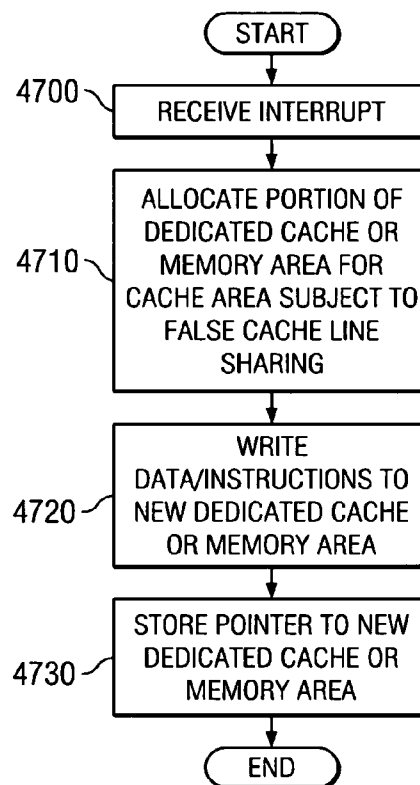 START
4700
RECEIVE INTERRUPT
4710
ALLOCATE PORTION OF
DEDICATED CACHE OR
MEMORY AREA FOR
CACHE AREA SUBJECT TO
FALSE CACHE LINE
SHARING
4720
WRITE
DATA/INSTRUCTIONS TO
NEW DEDICATED CACHE
OR MEMORY AREA
4730
STORE POINTER TO NEW
DEDICATED CACHE OR
MEMORY AREA
END